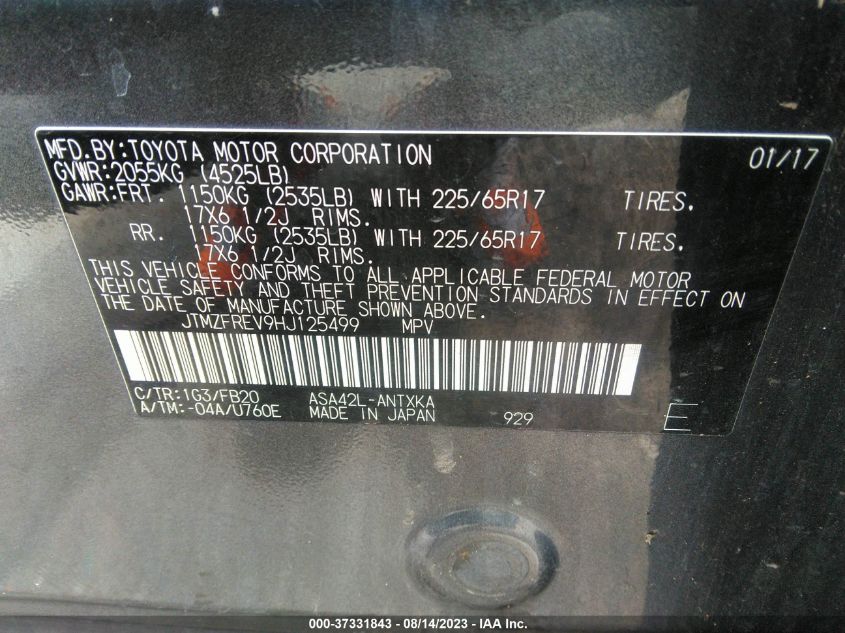 MFD.BY:TOYOTA MOTOR CORPORATION 01/17
GVWR:2055KG (4525LB)
GAWR:FRT. 1150KG (2535LB) WITH 225/65R17 TIRES.
17X6 1/2J RIMS.
RR. 1150KG (2535LB) WITH 225/65R17 TIRES.
17X6 1/2J RIMS.
THIS VEHICLE CONFORMS TO ALL APPLICABLE FEDERAL MOTOR
VEHICLE SAFETY AND THEFT PREVENTION STANDARDS IN EFFECT ON
THE DATE OF MANUFACTURE SHOWN ABOVE.
JTMZFREV9HJ125499 MPV
C/TR:1G3/FB20 ASA42L-ANTXKA
A/TM:-04A/U760E MADE IN JAPAN 929 E
000-37331843 - 08/14/2023 - © IAA Inc.